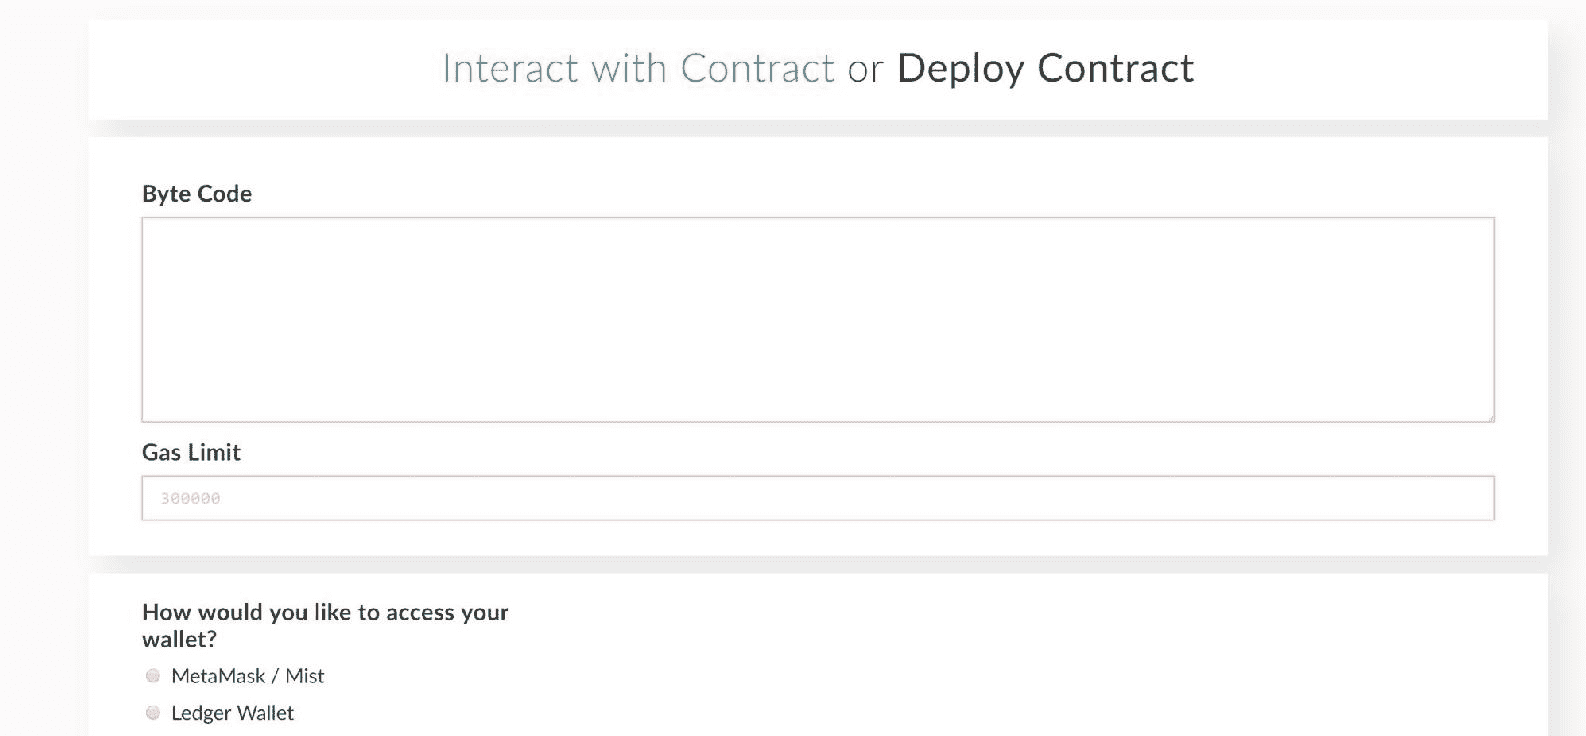 Interact with Contract or Deploy Contract
Byte Code
Gas Limit
300000
How would you like to access your
wallet?
MetaMask / Mist
Ledger Wallet